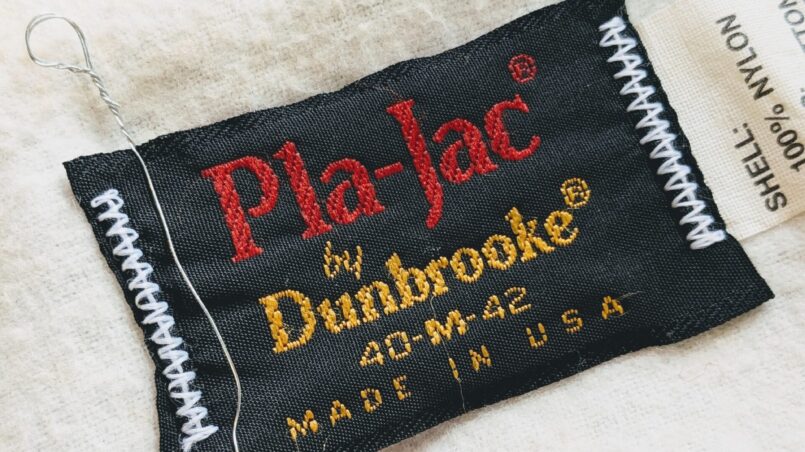 Pla-Jac®
by
Dunbrooke®
40-M-42
MADE IN USA
SHELL:
100% NYLON